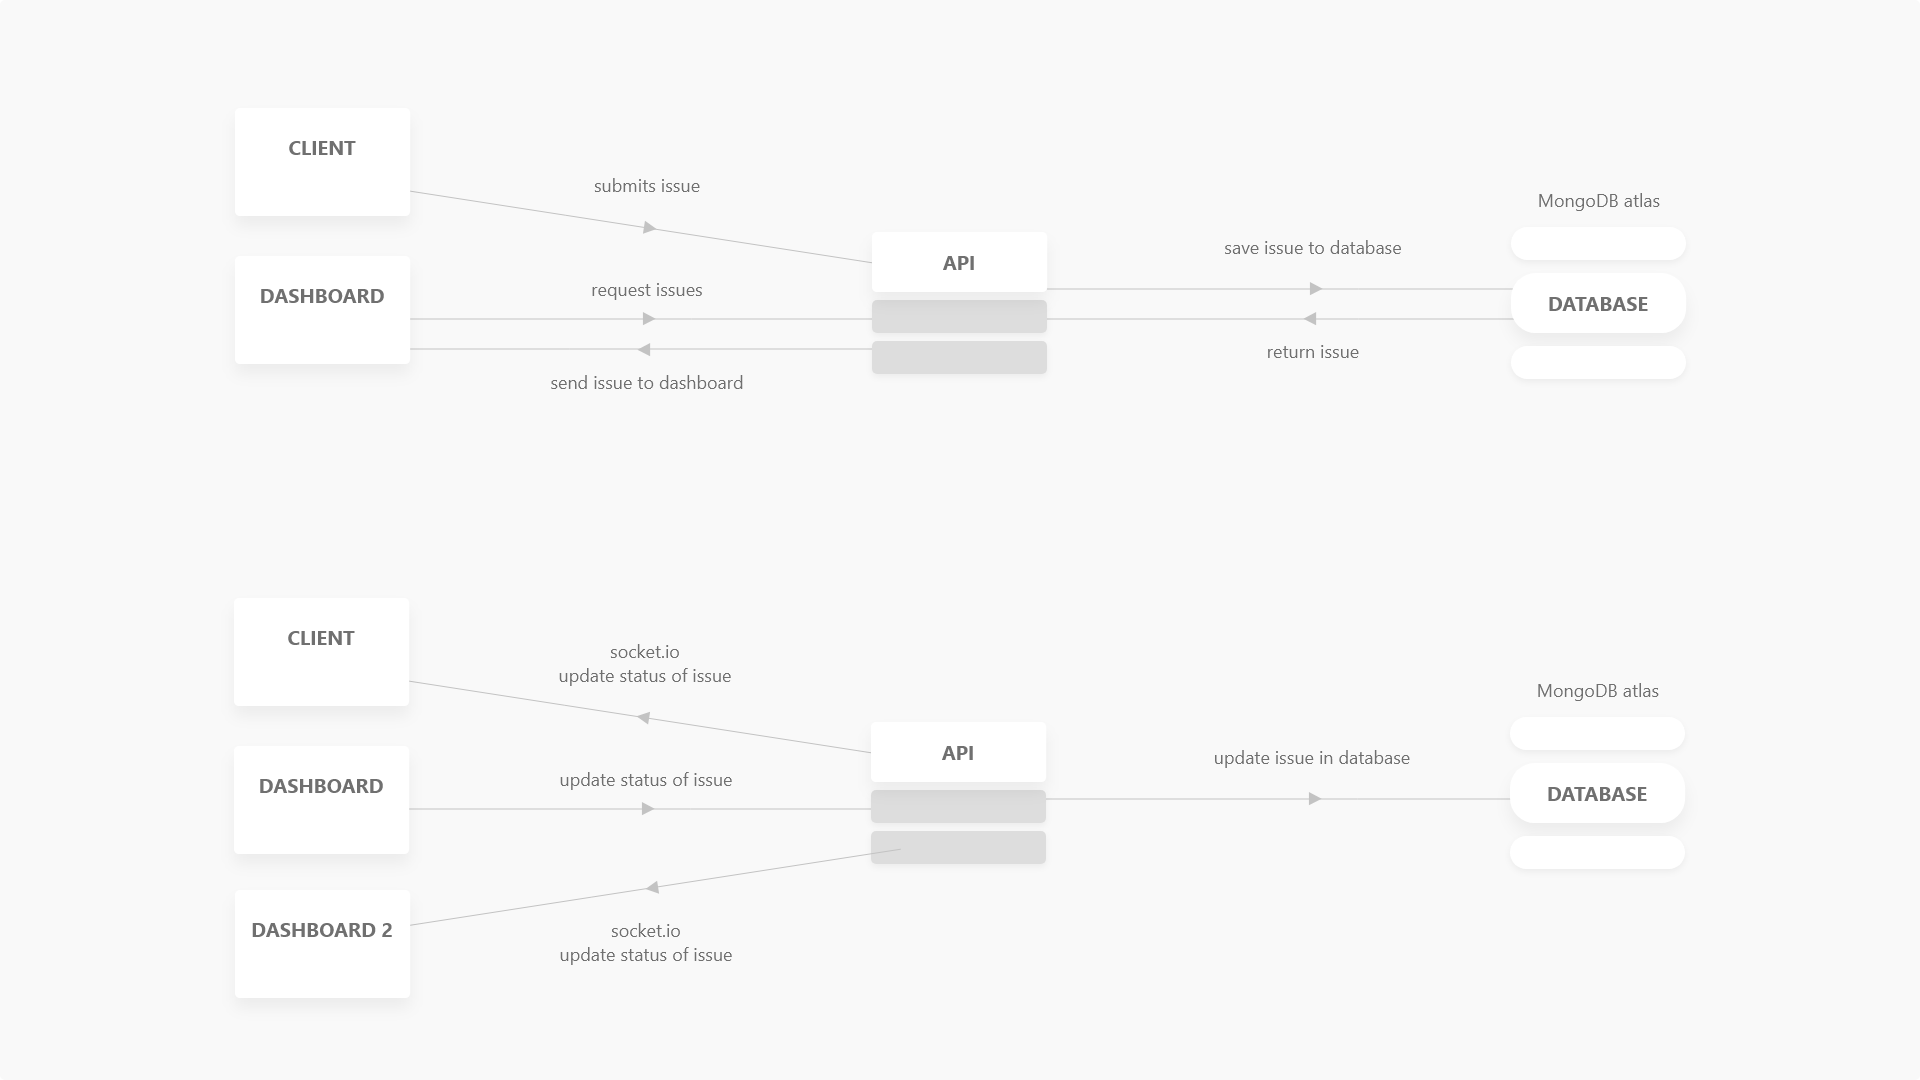 CLIENT
submits issue
MongoDB atlas
save issue to database
API
request issues
DASHBOARD
DATABASE
return issue
send issue to dashboard
CLIENT
socket.io
update status of issue
MongoDB atlas
API
update issue in database
update status of issue
DASHBOARD
DATABASE
DASHBOARD 2
socket.io
update status of issue